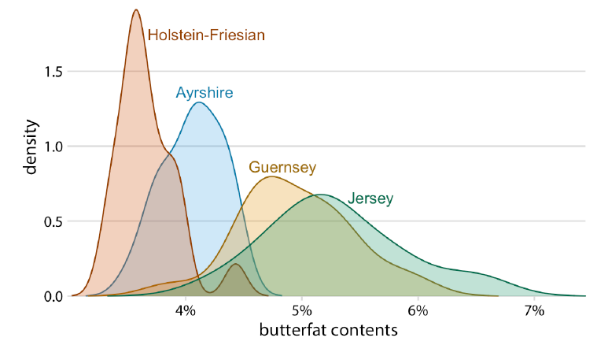 Holstein-Friesian
1.5
Ayrshire
1.0
Guernsey
Jersey
density
0.5
0.0
4%
5%
6%
7%
butterfat contents